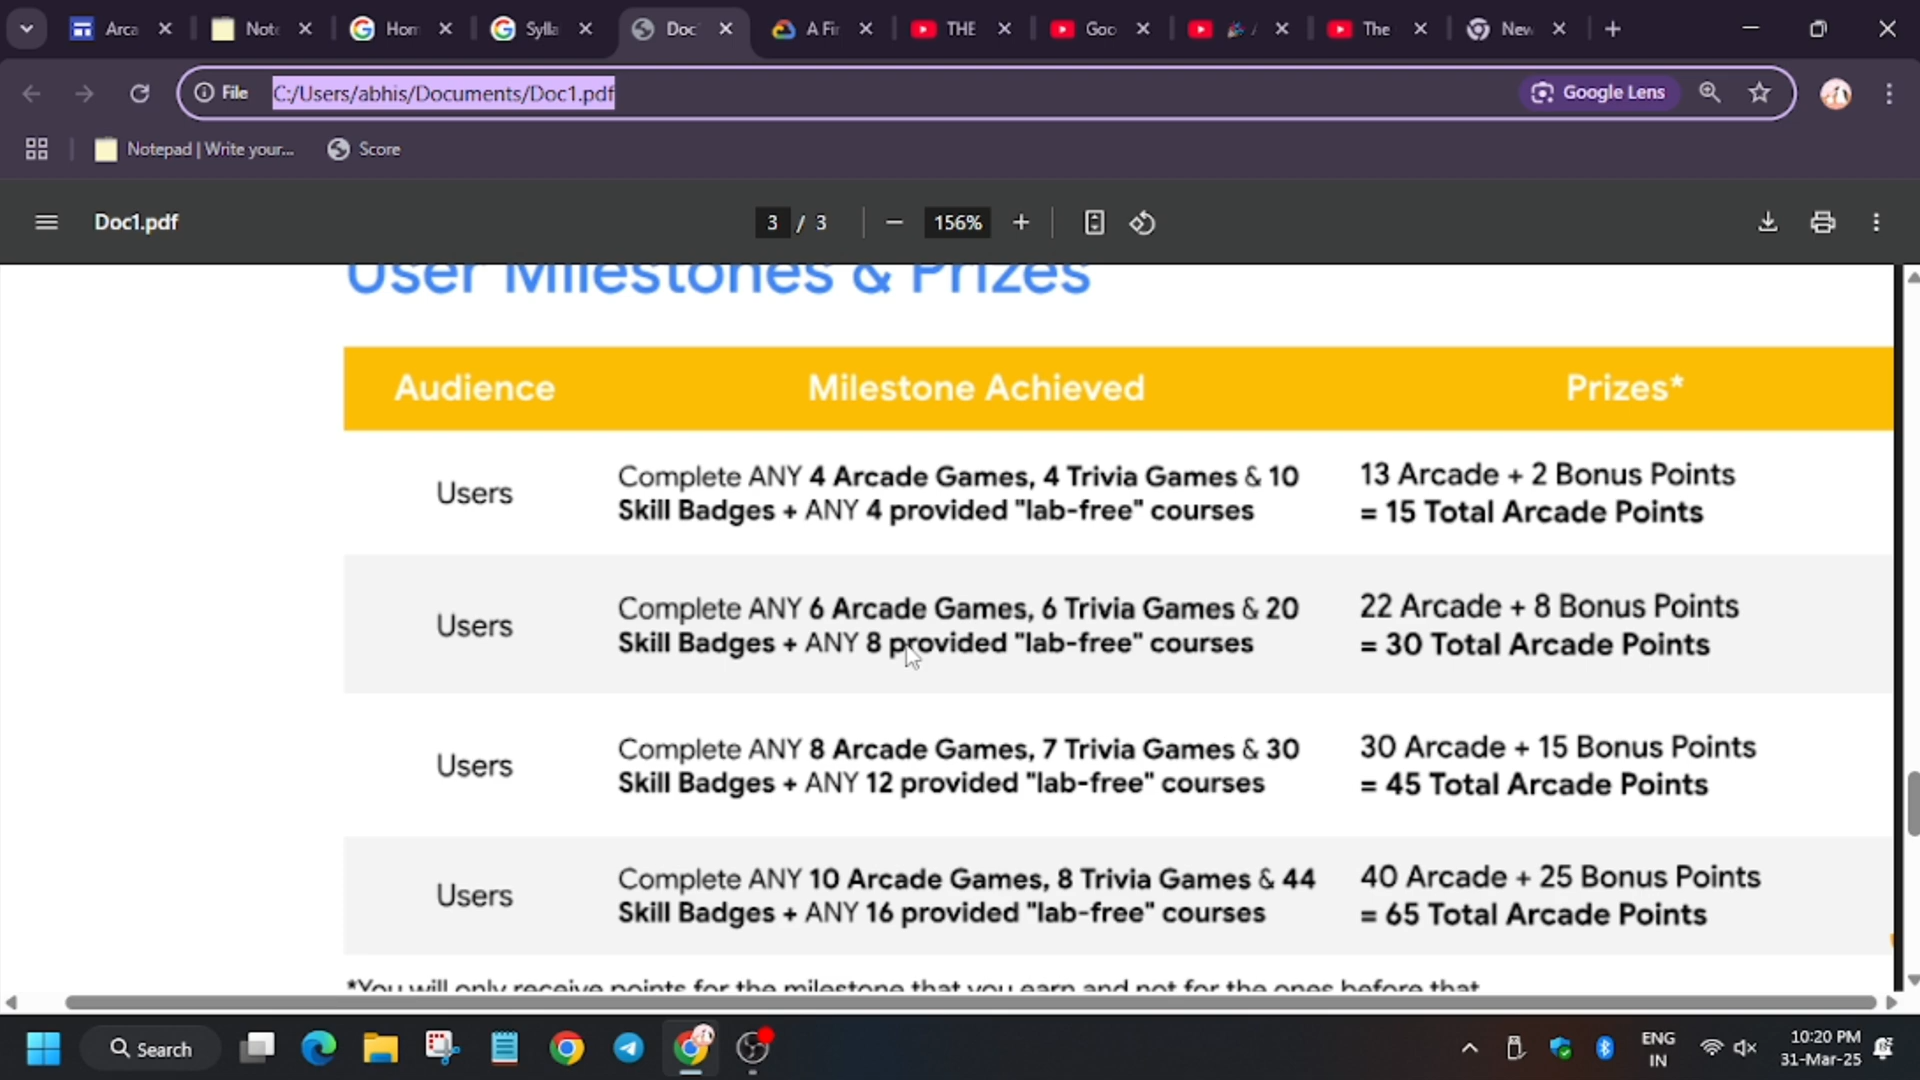 Arca
Note
Hom
Sylla
Doc
A Fir
THE
Goo
The
New
File
C:/Users/abhis/Documents/Doc1.pdf
Google Lens
Notepad | Write your...
Score
Doc1.pdf
3 / 3
156%
User Milestones & Prizes
Audience
Milestone Achieved
Prizes*
Users
Complete ANY 4 Arcade Games, 4 Trivia Games & 10
Skill Badges + ANY 4 provided "lab-free" courses
13 Arcade + 2 Bonus Points
= 15 Total Arcade Points
Users
Complete ANY 6 Arcade Games, 6 Trivia Games & 20
Skill Badges + ANY 8 provided "lab-free" courses
22 Arcade + 8 Bonus Points
= 30 Total Arcade Points
Users
Complete ANY 8 Arcade Games, 7 Trivia Games & 30
Skill Badges + ANY 12 provided "lab-free" courses
30 Arcade + 15 Bonus Points
= 45 Total Arcade Points
Users
Complete ANY 10 Arcade Games, 8 Trivia Games & 44
Skill Badges + ANY 16 provided "lab-free" courses
40 Arcade + 25 Bonus Points
= 65 Total Arcade Points
*You will only receive points for the milestone that you earn and not for the ones before that
Search
ENG
IN
10:20 PM
31-Mar-25